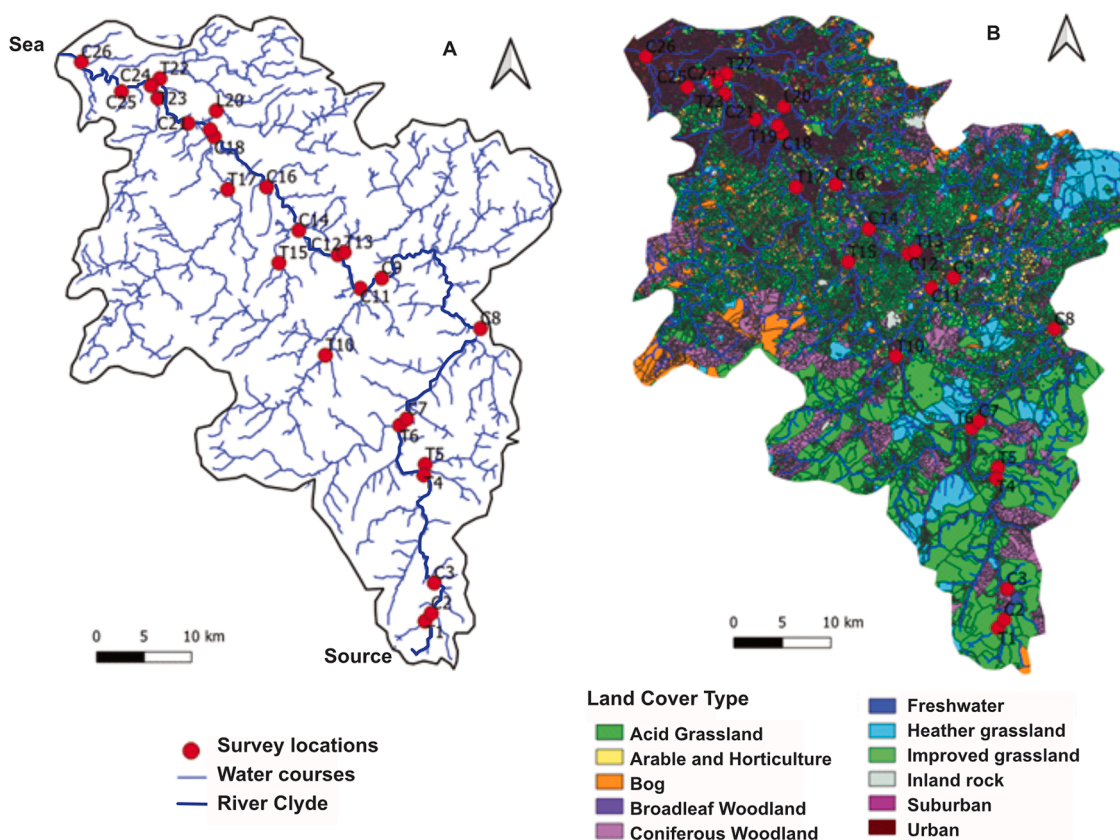 Sea
A
C26
C24
T22
C25
T23
C21
L20
C18
T17
C16
C14
C12
T13
T15
C9
C11
C8
T10
C7
T6
T5
T4
C3
C2
T1
0 5 10 km
Source
Survey locations
Water courses
River Clyde
B
C26
C25
C24
T22
T23
C21
L20
T19
C18
T17
C16
C14
T15
T13
C12
C9
C11
C8
T10
C7
T6
T5
T4
C3
C2
T1
0 5 10 km
Land Cover Type
Acid Grassland
Arable and Horticulture
Bog
Broadleaf Woodland
Coniferous Woodland
Freshwater
Heather grassland
Improved grassland
Inland rock
Suburban
Urban